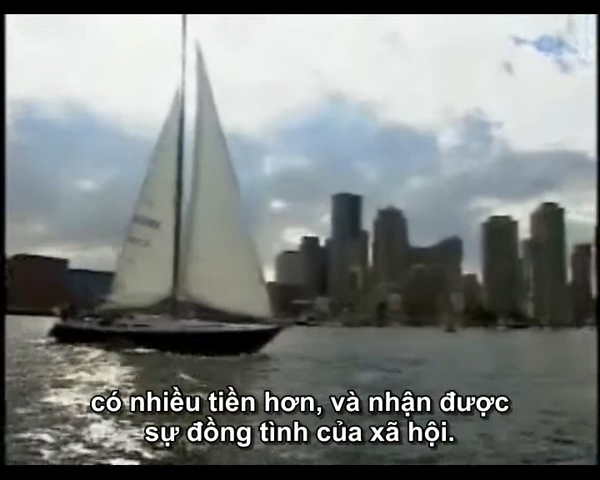 có nhiều tiền hơn, và nhận được
sự đồng tình của xã hội.